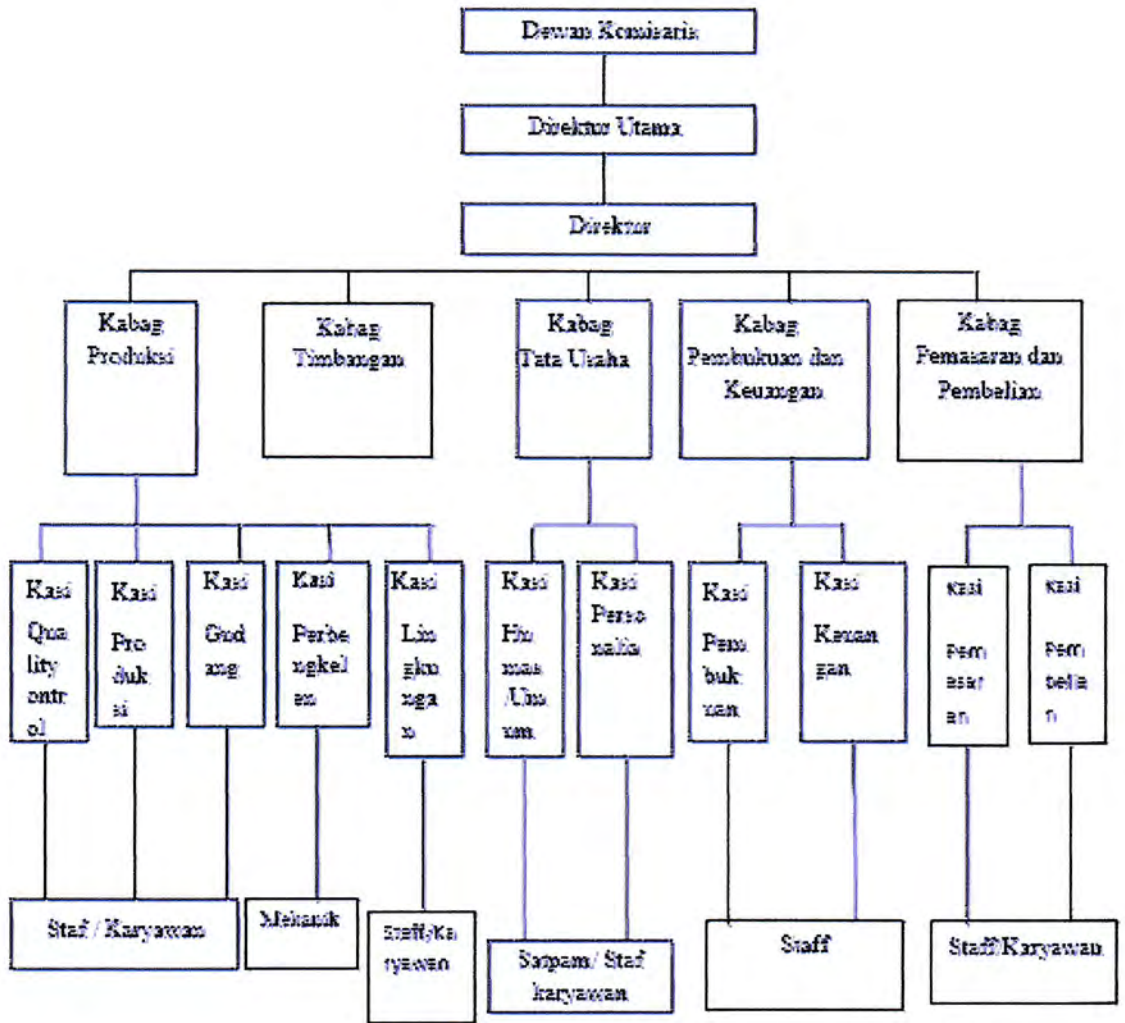 Dewan Komisaris
Direktur Utama
Direktur
Kabag
Produksi
Kabag
Timbangan
Kabag
Tata Usaha
Kabag
Pembukuan dan
Keuangan
Kabag
Pemasaran dan
Pembelian
Kasi
Qua
lity
ontr
ol
Kasi
Pro
duk
si
Kasi
Gud
ang
Kasi
Perbe
ngkel
en
Kasi
Lin
gku
nga
n
Kasi
Hu
mas
/Um
um
Kasi
Perso
nalia
Kasi
Pem
buk
uan
Kasi
Keuan
gan
Kasi
Pem
asar
an
Kasi
Pem
belia
n
Staf / Karyawan
Mekanik
Staff/Ka
ryawan
Satpam/ Staf
karyawan
Staff
Staff/Karyawan